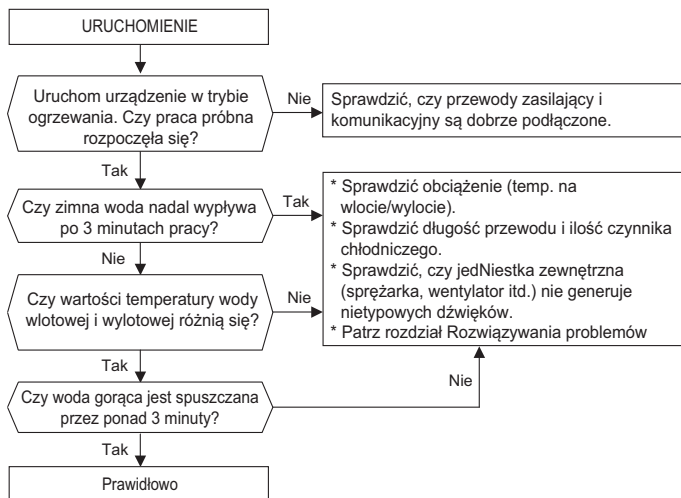 URUCHOMIENIE
Uruchom urządzenie w trybie
ogrzewania. Czy praca próbna
rozpoczęła się?
Nie
Sprawdzić, czy przewody zasilający i
komunikacyjny są dobrze podłączone.
Tak
Czy zimna woda nadal wypływa
po 3 minutach pracy?
Tak
* Sprawdzić obciążenie (temp. na
wlocie/wylocie).
* Sprawdzić długość przewodu i ilość czynnika
chłodniczego.
* Sprawdzić, czy jedNiestka zewnętrzna
(sprężarka, wentylator itd.) nie generuje
nietypowych dźwięków.
* Patrz rozdział Rozwiązywania problemów
Nie
Czy wartości temperatury wody
wlotowej i wylotowej różnią się?
Nie
Tak
Czy woda gorąca jest spuszczana
przez ponad 3 minuty?
Nie
Tak
Prawidłowo